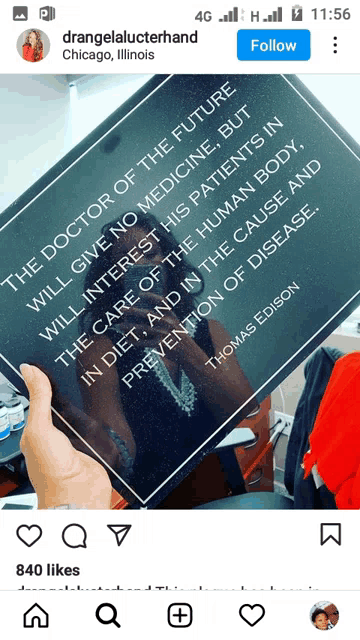 4G H 11:56
drangelalucterhand
Chicago, Illinois
Follow
THE DOCTOR OF THE FUTURE
WILL GIVE NO MEDICINE, BUT
WILL INTEREST HIS PATIENTS IN
THE CARE OF THE HUMAN BODY,
IN DIET, AND IN THE CAUSE AND
PREVENTION OF DISEASE.
THOMAS EDISON
840 likes
drangelalucterhand This plaque has been in